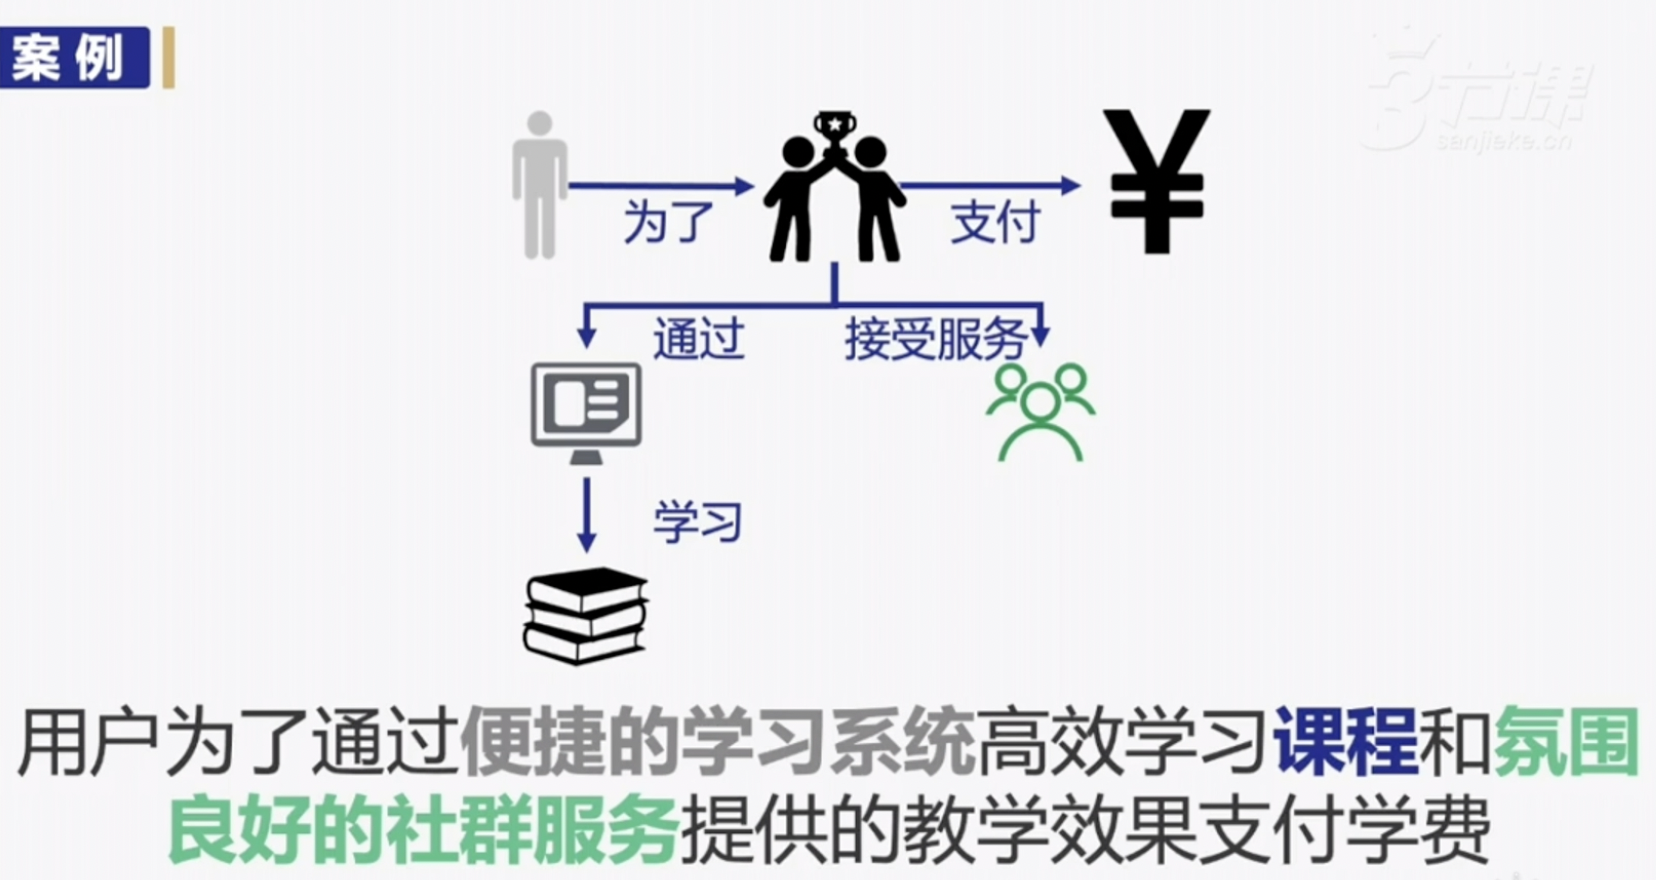 案例
3节课
sanjieke.cn
为了
支付
通过
接受服务
学习
用户为了通过便捷的学习系统高效学习课程和氛围
良好的社群服务提供的教学效果支付学费